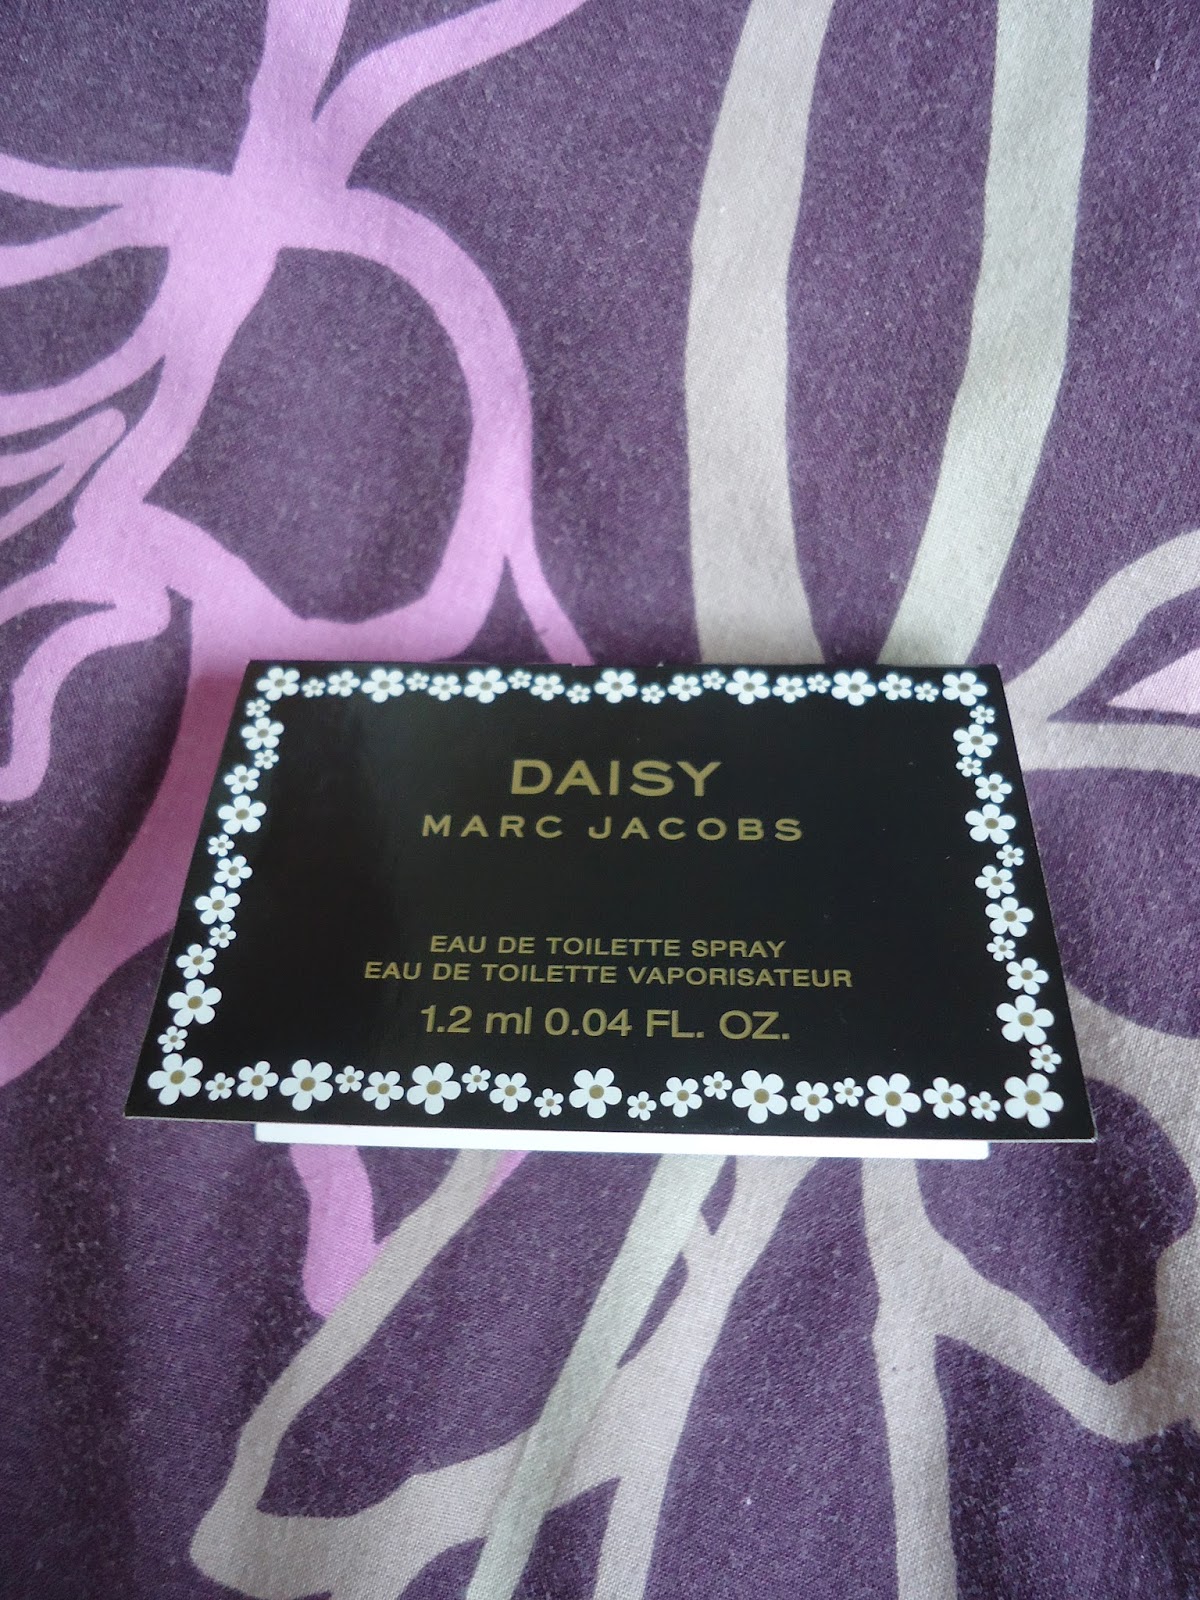 DAISY
MARC JACOBS
EAU DE TOILETTE SPRAY
EAU DE TOILETTE VAPORISATEUR
1.2 ml 0.04 FL. OZ.